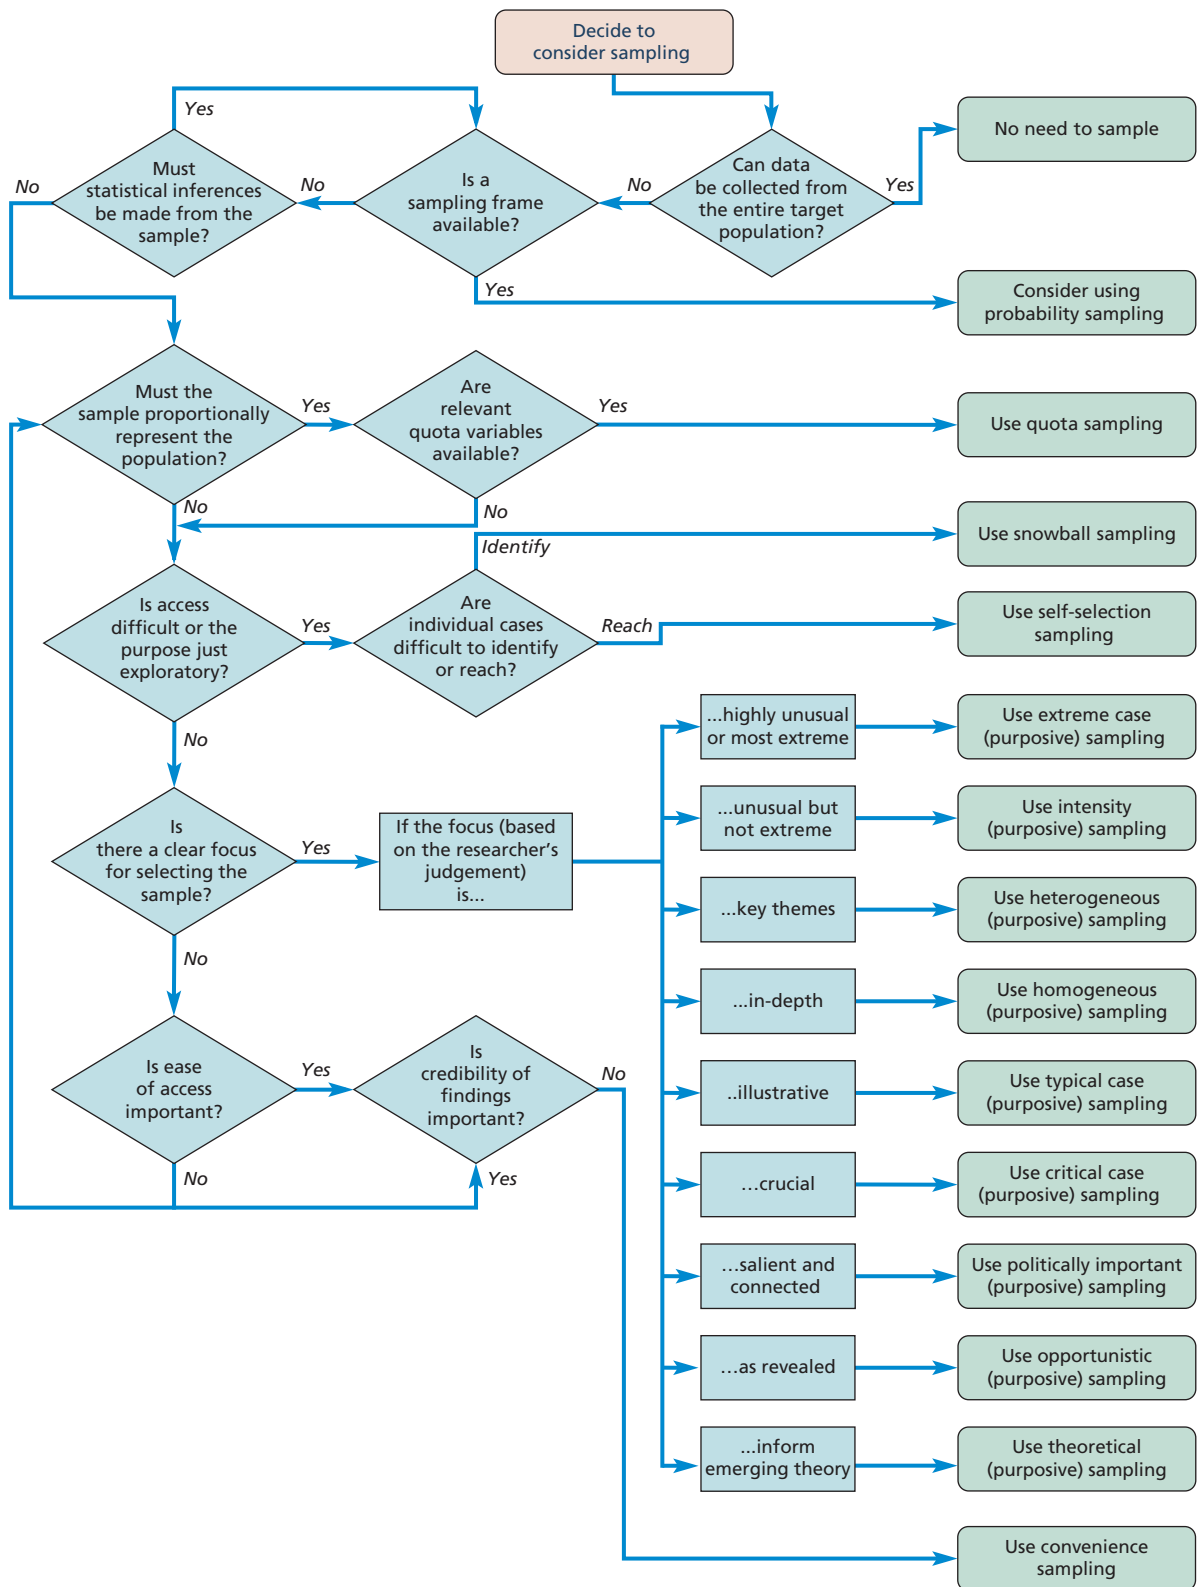 Decide to
consider sampling
Yes
No need to sample
Must
statistical inferences
be made from the
sample?
No
No
Is a
sampling frame
available?
No
Can data
be collected from
the entire target
population?
Yes
Yes
Consider using
probability sampling
Must the
sample proportionally
represent the
population?
Yes
Are
relevant
quota variables
available?
Yes
Use quota sampling
No
No
Identify
Use snowball sampling
Is access
difficult or the
purpose just
exploratory?
Yes
Are
individual cases
difficult to identify
or reach?
Reach
Use self-selection
sampling
No
...highly unusual
or most extreme
Use extreme case
(purposive) sampling
Is
there a clear focus
for selecting the
sample?
Yes
If the focus (based
on the researcher's
judgement)
is...
...unusual but
not extreme
Use intensity
(purposive) sampling
...key themes
Use heterogeneous
(purposive) sampling
No
...in-depth
Use homogeneous
(purposive) sampling
Is ease
of access
important?
Yes
Is
credibility of
findings
important?
No
..illustrative
Use typical case
(purposive) sampling
No
Yes
...crucial
Use critical case
(purposive) sampling
...salient and
connected
Use politically important
(purposive) sampling
...as revealed
Use opportunistic
(purposive) sampling
...inform
emerging theory
Use theoretical
(purposive) sampling
Use convenience
sampling